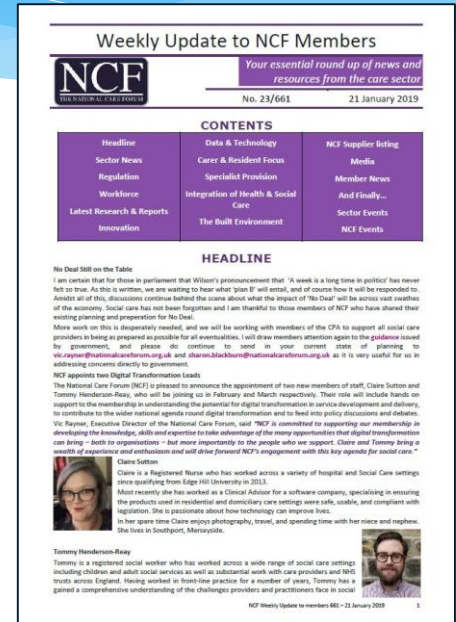 Weekly Update to NCF Members
NCF
THE NATIONAL CARE FORUM
Your essential round up of news and
resources from the care sector
No. 23/661 21 January 2019
CONTENTS
Headline
Sector News
Regulation
Workforce
Latest Research & Reports
Innovation
Data & Technology
Carer & Resident Focus
Specialist Provision
Integration of Health & Social
Care
The Built Environment
NCF Supplier listing
Media
Member News
And Finally...
Sector Events
NCF Events
HEADLINE
No Deal Still on the Table
I am certain that for those in parliament that Wilson's pronouncement that 'A week is a long time in politics' has never
felt so true. As this is written, we are waiting to hear what 'plan B' will entail, and of course how it will be responded to.
Amidst all of this, discussions continue behind the scene about what the impact of 'No Deal' will be across vast swathes
of the economy. Social care has not been forgotten and I am thankful to those members of NCF who have shared their
existing planning and preparation for No Deal.
More work on this is desperately needed, and we will be working with members of the CPA to support all social care
providers in being as prepared as possible for all eventualities. I will draw members attention again to the guidance issued
by government, and please do continue to send in your current state of planning to
vic.rayner@nationalcareforum.org.uk and sharon.blackburn@nationalcareforum.org.uk as it is very useful for us in
addressing concerns directly to government.
NCF appoints two Digital Transformation Leads
The National Care Forum (NCF) is pleased to announce the appointment of two new members of staff, Claire Sutton and
Tommy Henderson-Reay, who will be joining us in February and March respectively. Their role will include hands on
support to the membership in understanding the potential for digital transformation in service development and delivery,
to contribute to the wider national agenda round digital transformation and to feed into policy discussions and debates.
Vic Rayner, Executive Director of the National Care Forum, said "NCF is committed to supporting our membership in
developing the knowledge, skills and expertise to take advantage of the many opportunities that digital transformation
can bring – both to organisations – but more importantly to the people who we support. Claire and Tommy bring a
wealth of experience and enthusiasm and will drive forward NCF's engagement with this key agenda for social care."
Claire Sutton
Claire is a Registered Nurse who has worked across a variety of hospital and Social Care settings
since qualifying from Edge Hill University in 2013.
Most recently she has worked as a Clinical Advisor for a software company, specialising in ensuring
the products used in residential and domiciliary care settings were safe, usable, and compliant with
legislation. She is passionate about how technology can improve lives.
In her spare time Claire enjoys photography, travel, and spending time with her niece and nephew.
She lives in Southport, Merseyside.
Tommy Henderson-Reay
Tommy is a registered social worker who has worked across a wide range of social care settings
including children and adult social services as well as substantial work with care providers and NHS
trusts across England. Having worked in front-line practice for a number of years, Tommy has a
gained a comprehensive understanding of the challenges providers and practitioners face in social
NCF Weekly Update to members 661 – 21 January 2019 1